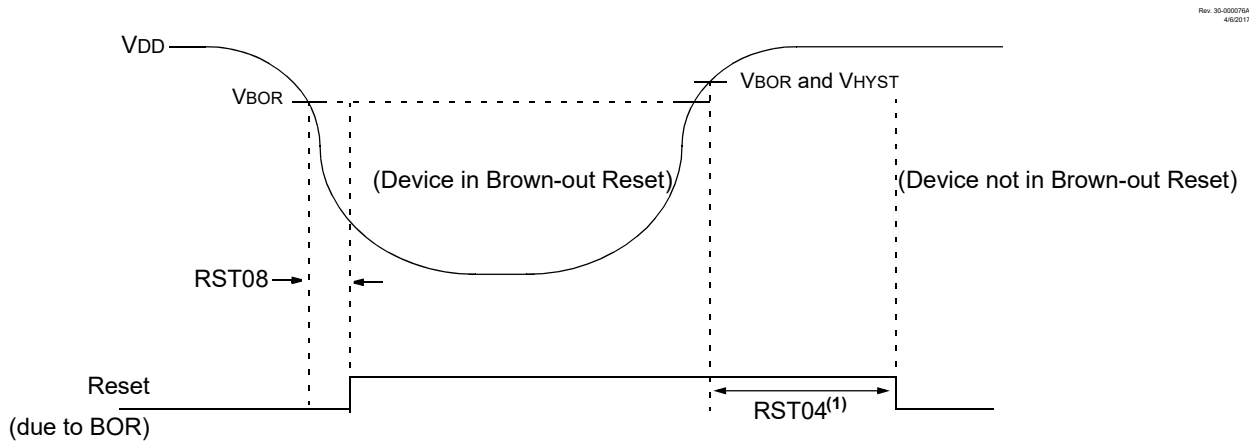 Rev. 30-000076A
4/6/2017
VDD
VBOR
VBOR and VHYST
(Device in Brown-out Reset)
(Device not in Brown-out Reset)
RST08
Reset
(due to BOR)
RST04(1)